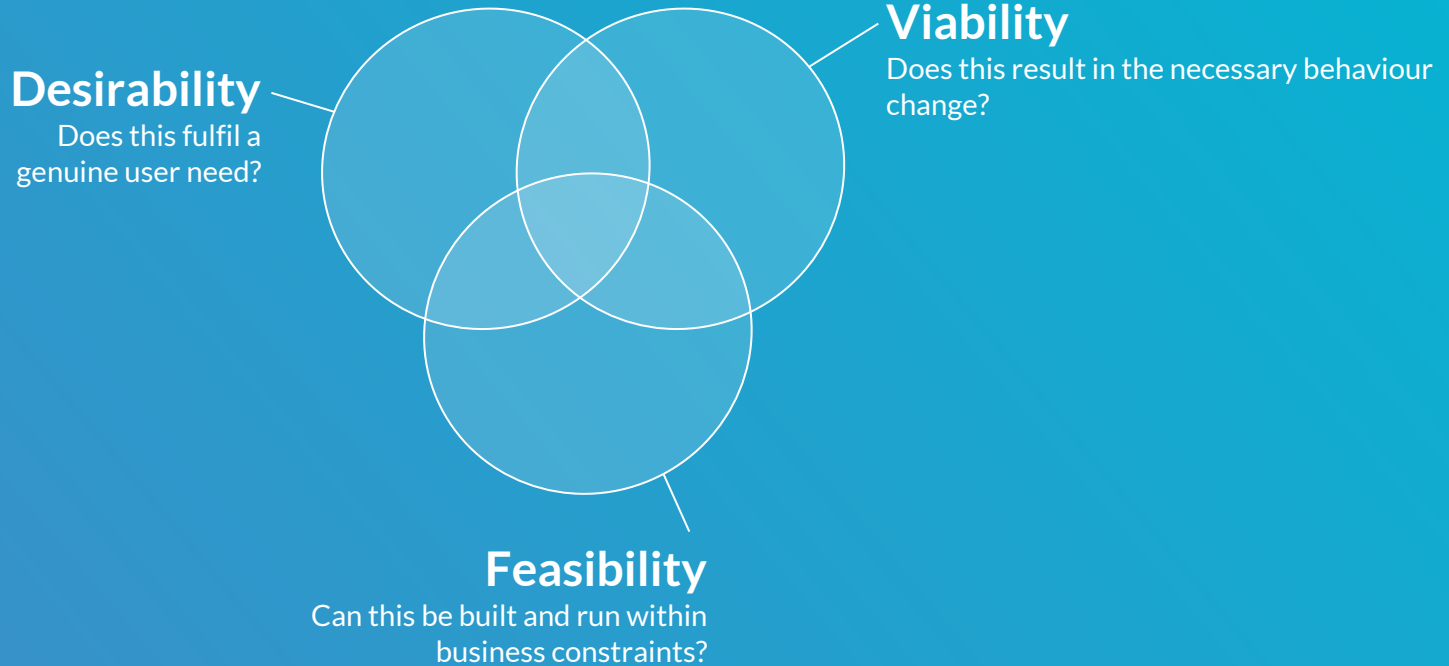 Desirability
Does this fulfil a
genuine user need?
Viability
Does this result in the necessary behaviour
change?
Feasibility
Can this be built and run within
business constraints?